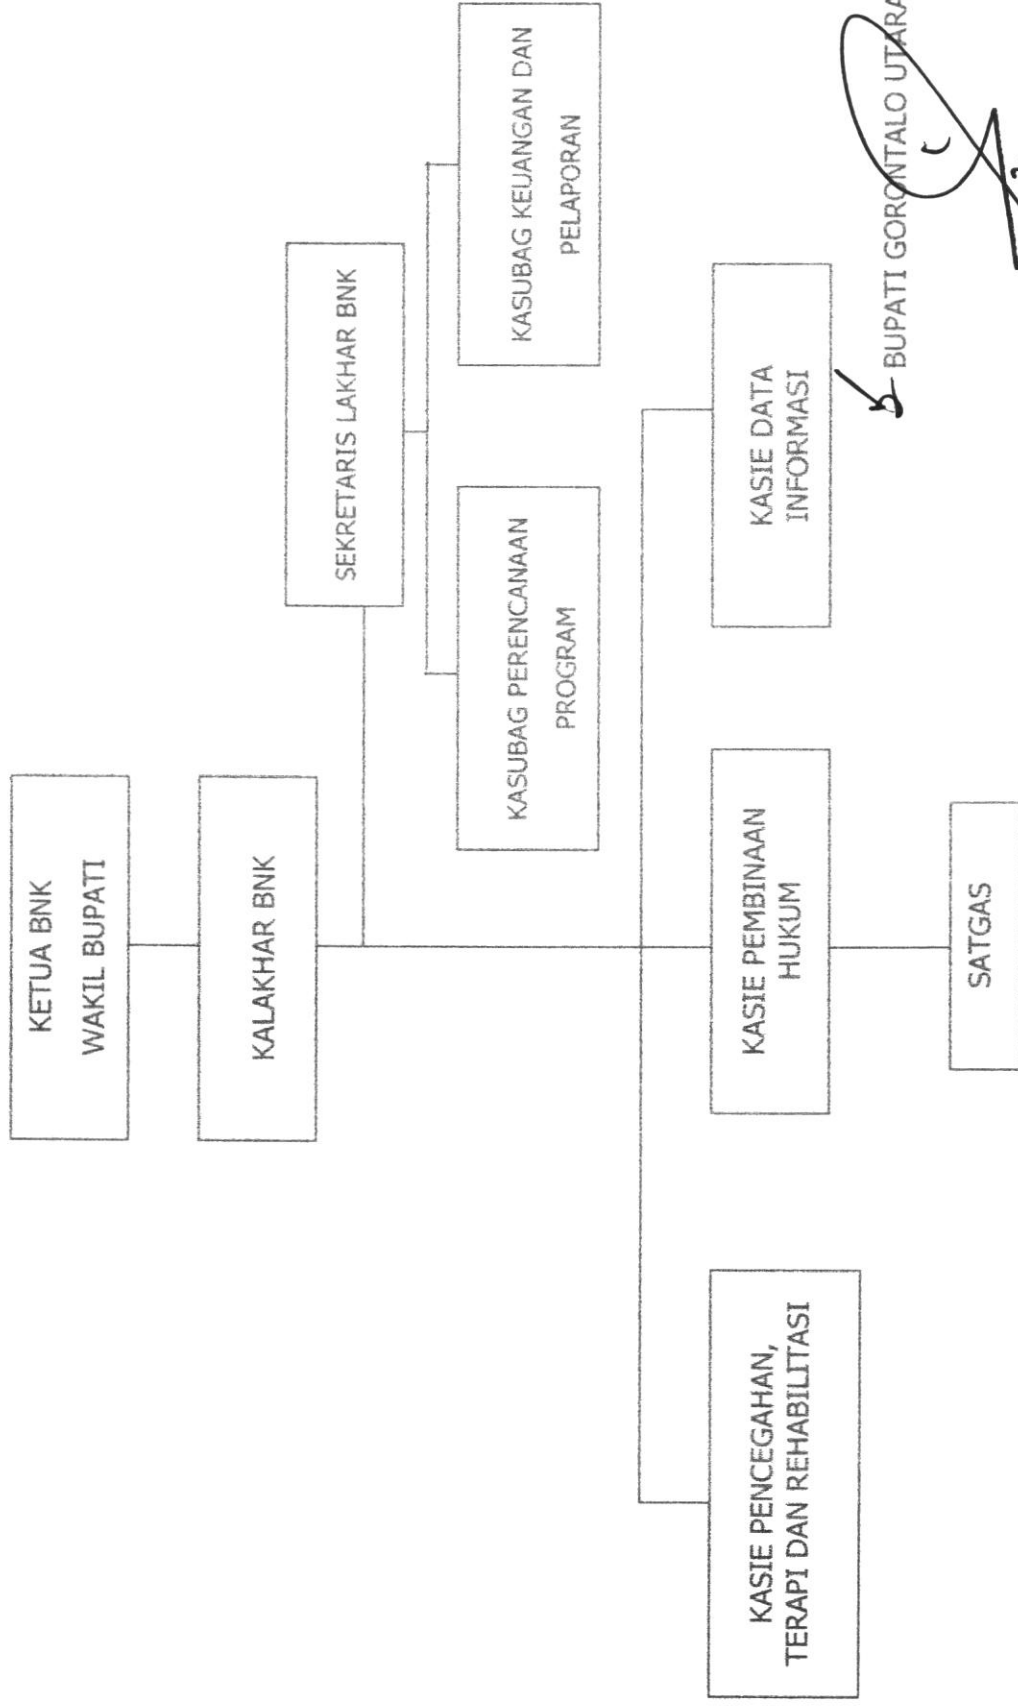 KETUA BNK
WAKIL BUPATI
KALAKHAR BNK
SEKRETARIS LAKHAR BNK
KASUBAG PERENCANAAN
PROGRAM
KASUBAG KEUANGAN DAN
PELAPORAN
KASIE PENCEGAHAN,
TERAPI DAN REHABILITASI
KASIE PEMBINAAN
HUKUM
KASIE DATA
INFORMASI
SATGAS
BUPATI GORONTALO UTARA